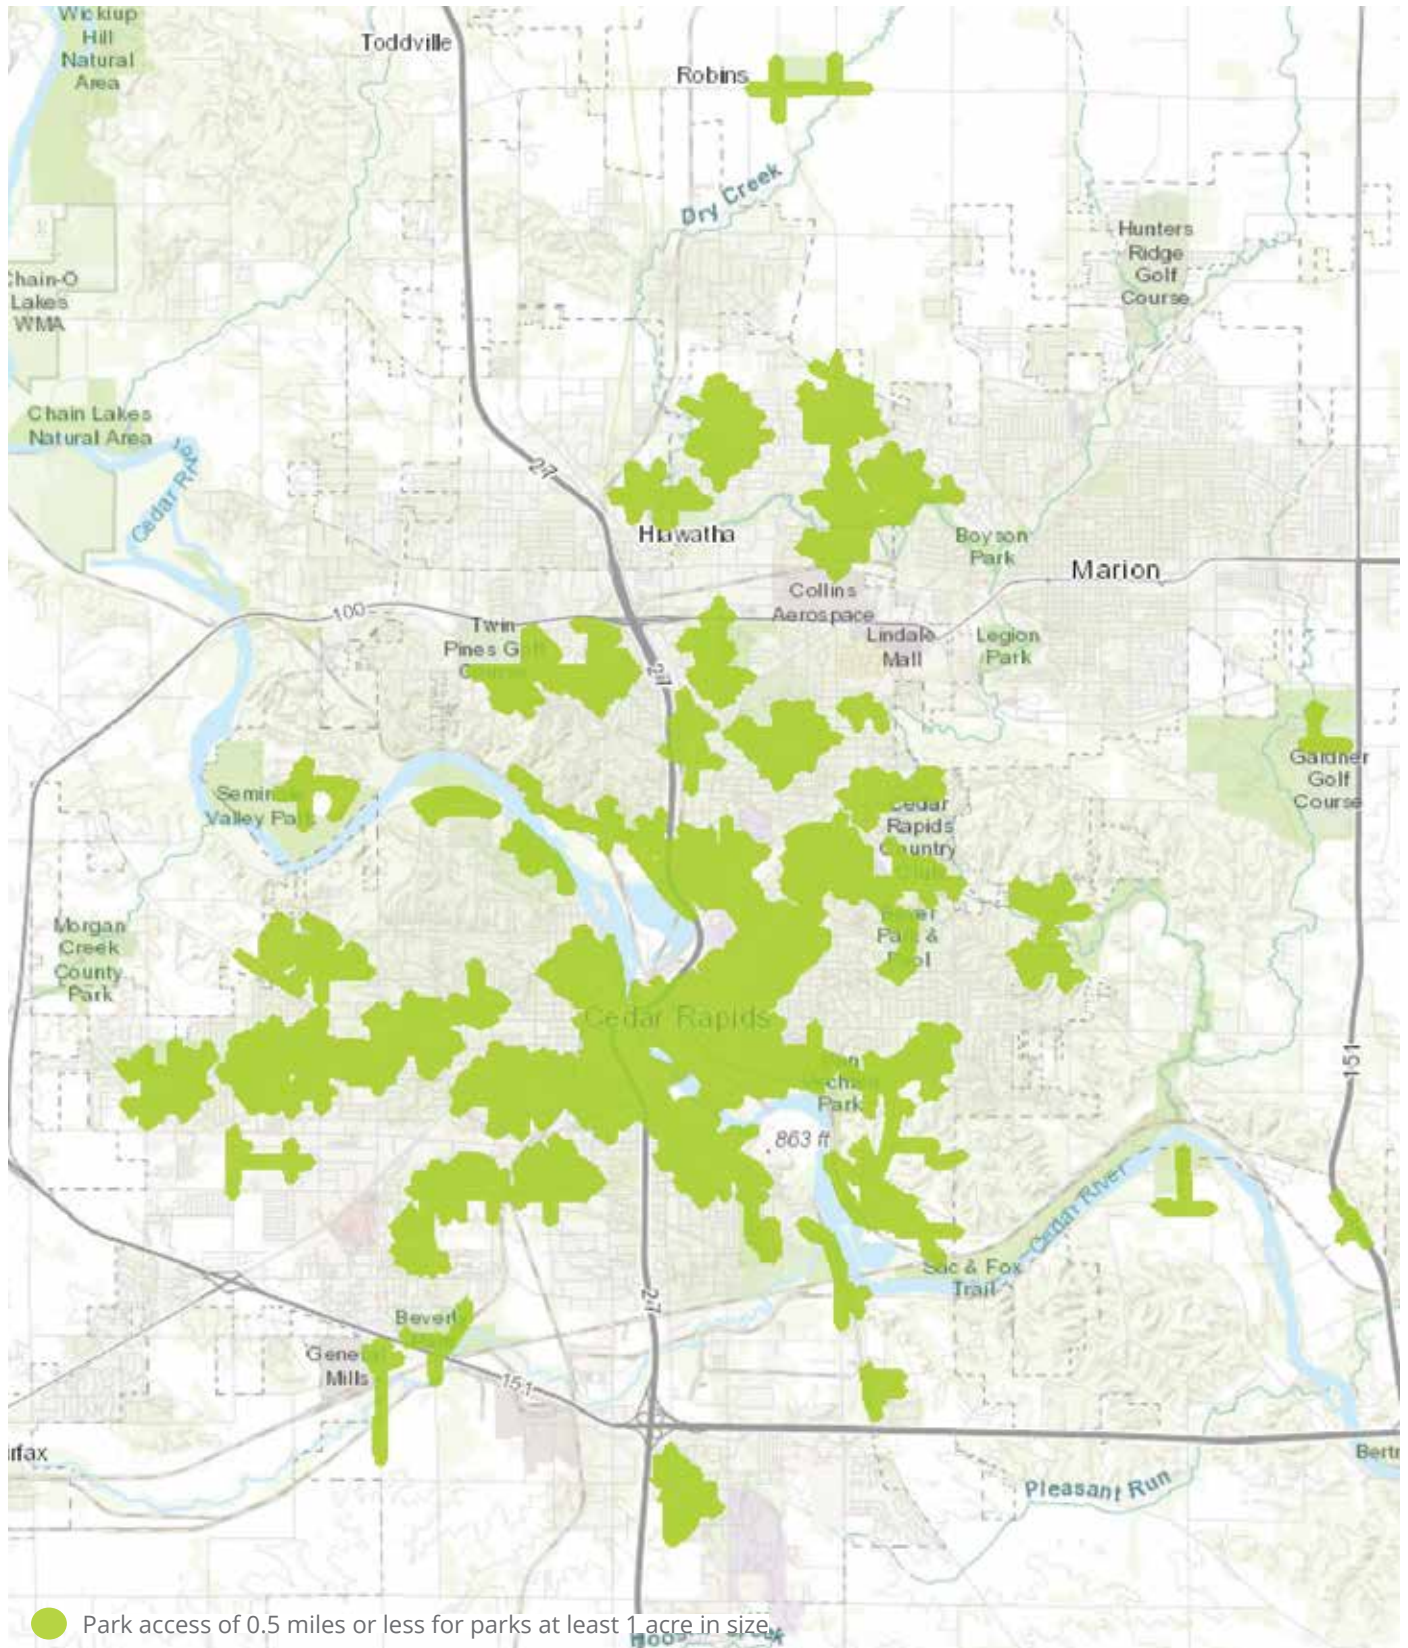 Wickiup
Hill
Natural
Area
Toddville
Robins
Dry Creek
Hunters
Ridge
Golf
Course
Chain-O
Lakes
WMA
Chain Lakes
Natural Area
Cedar
27
Hiawatha
Boyson
Park
Marion
Collins
Aerospace
100
Twin
Pines
Lindale
Mall
Legion
Park
27
Gardner
Golf
Course
Valley
Cedar
Rapids
Country
Morgan
Creek
County
Park
Park &
Cedar Rapids
151
Park
863 ft
Cedar River
Sac & Fox
Trail
27
Mills
151
Pleasant Run
Park access of 0.5 miles or less for parks at least 1 acre in size